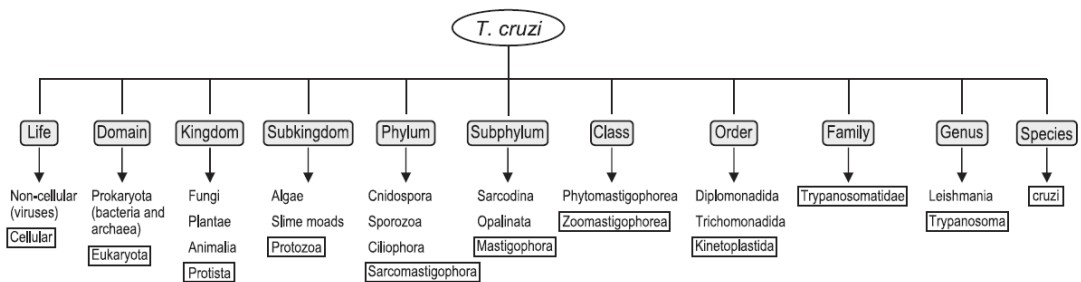 T. cruzi
Life
Domain
Kingdom
Subkingdom
Phylum
Subphylum
Class
Order
Family
Genus
Species
Non-cellular
(viruses)
Cellular
Prokaryota
(bacteria and
archaea)
Eukaryota
Fungi
Plantae
Animalia
Protista
Algae
Slime moads
Protozoa
Cnidospora
Sporozoa
Ciliophora
Sarcomastigophora
Sarcodina
Opalinata
Mastigophora
Phytomastigophorea
Zoomastigophorea
Diplomonadida
Trichomonadida
Kinetoplastida
Trypanosomatidae
Leishmania
Trypanosoma
cruzi